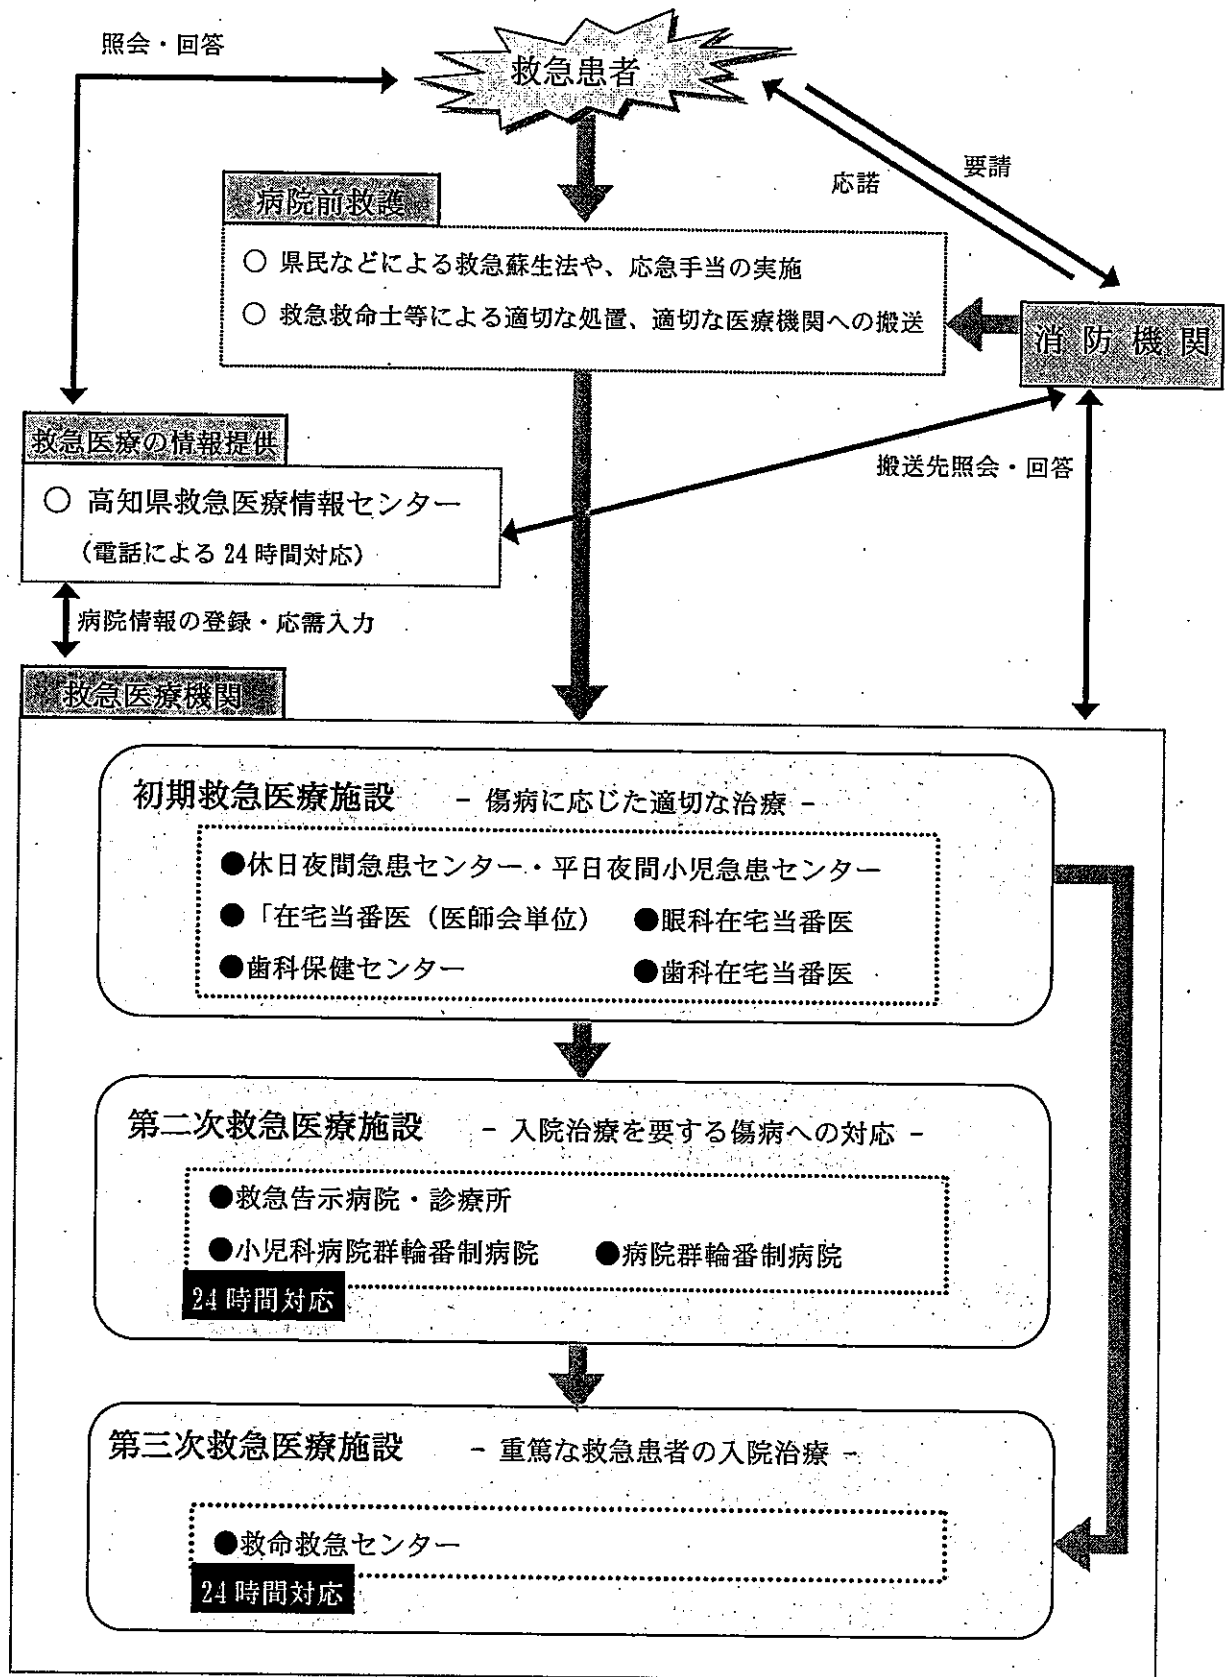 照会・回答
救急患者
要請
応諾
病院前救護
○ 県民などによる救急蘇生法や、応急手当の実施
○ 救急救命士等による適切な処置、適切な医療機関への搬送
消防機関
救急医療の情報提供
搬送先照会・回答
○ 高知県救急医療情報センター
（電話による 24 時間対応）
病院情報の登録・応需入力
救急医療機関
初期救急医療施設 - 傷病に応じた適切な治療 -
●休日夜間急患センター・平日夜間小児急患センター
●「在宅当番医（医師会単位） ●眼科在宅当番医
●歯科保健センター ●歯科在宅当番医
第二次救急医療施設 - 入院治療を要する傷病への対応 -
●救急告示病院・診療所
●小児科病院群輪番制病院 ●病院群輪番制病院
24 時間対応
第三次救急医療施設 - 重篤な救急患者の入院治療 -
●救命救急センター
24 時間対応